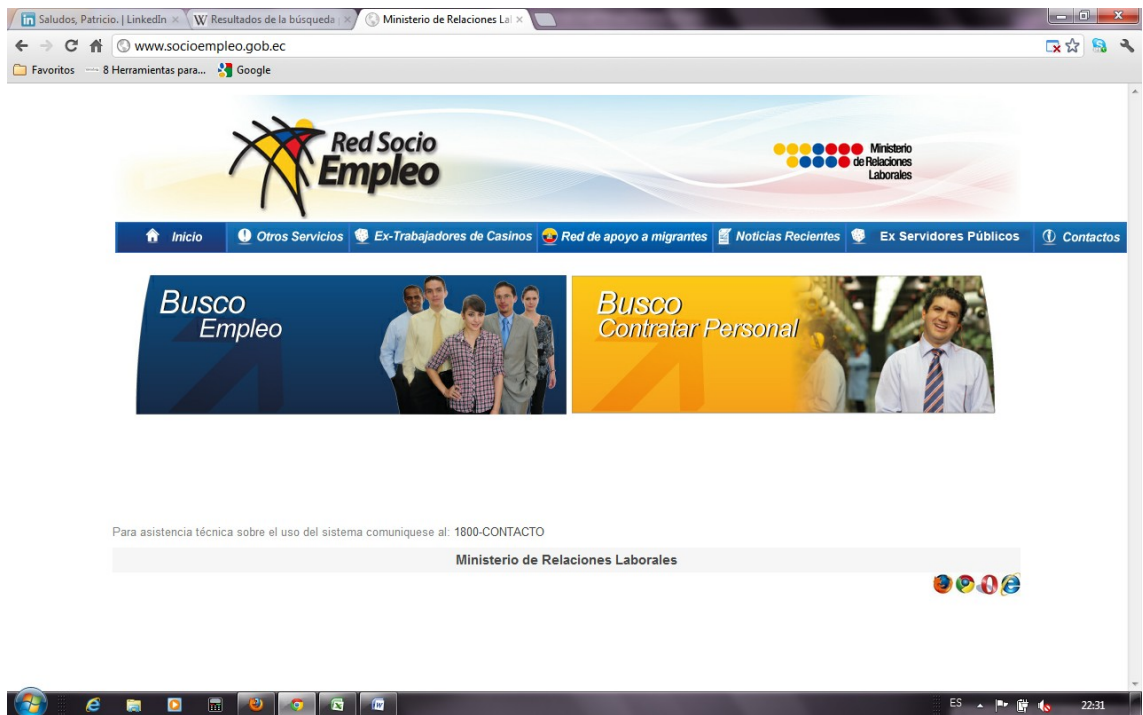 Saludos, Patricio. | LinkedIn
Resultados de la búsqueda
Ministerio de Relaciones Lal
www.socioempleo.gob.ec
Favoritos
8 Herramientas para...
Google
Red Socio
Empleo
Ministerio
de Relaciones
Laborales
Inicio
Otros Servicios
Ex-Trabajadores de Casinos
Red de apoyo a migrantes
Noticias Recientes
Ex Servidores Públicos
Contactos
Busco
Empleo
Busco
Contratar Personal
Para asistencia técnica sobre el uso del sistema comuniquese al: 1800-CONTACTO
Ministerio de Relaciones Laborales
ES
22:31